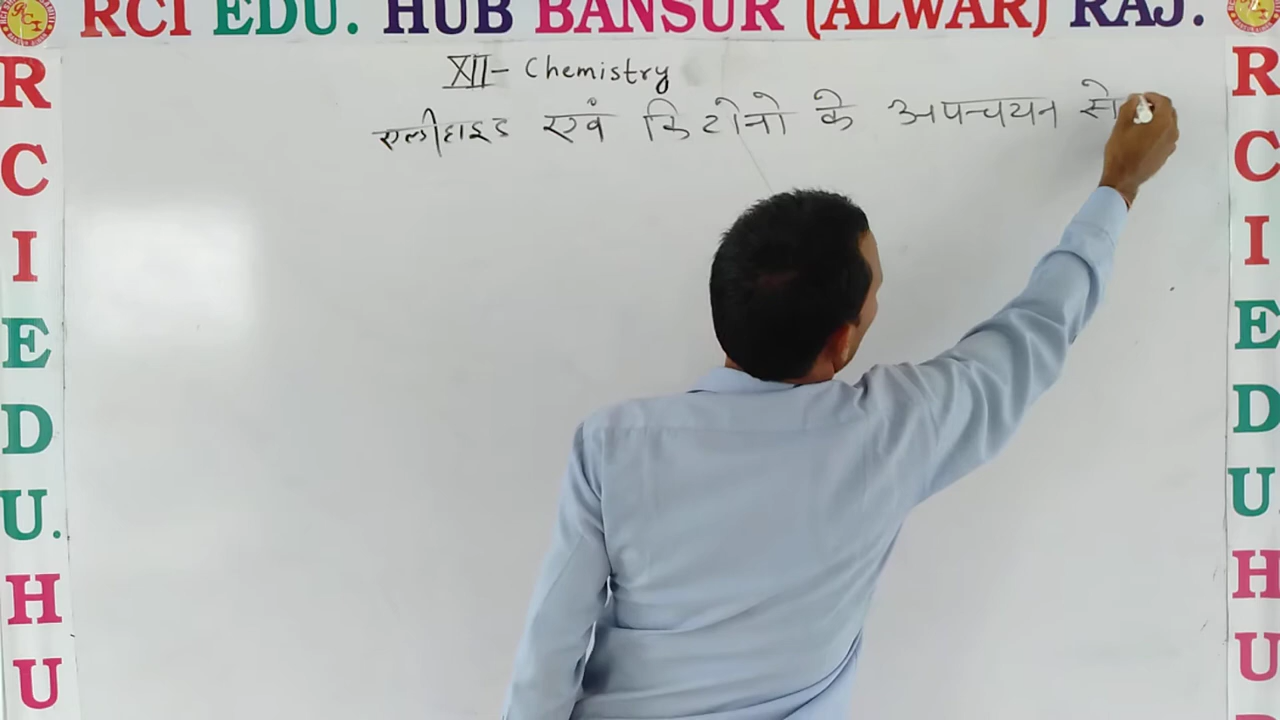 RCI EDU. HUB BANSUR (ALWAR) RAJ.
XII - Chemistry
एल्डीहाइड एवं किटोनो के अपचयन से
R
C
I
E
D
U.
H
U
R
C
I
E
D
U.
H
U